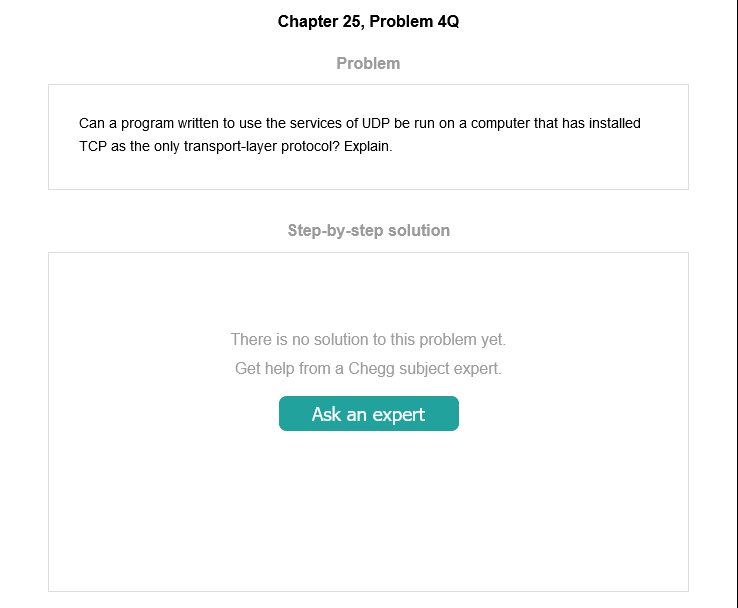 Chapter 25, Problem 4Q
Problem
Can a program written to use the services of UDP be run on a computer that has installed
TCP as the only transport-layer protocol? Explain.
Step-by-step solution
There is no solution to this problem yet.
Get help from a Chegg subject expert.
Ask an expert